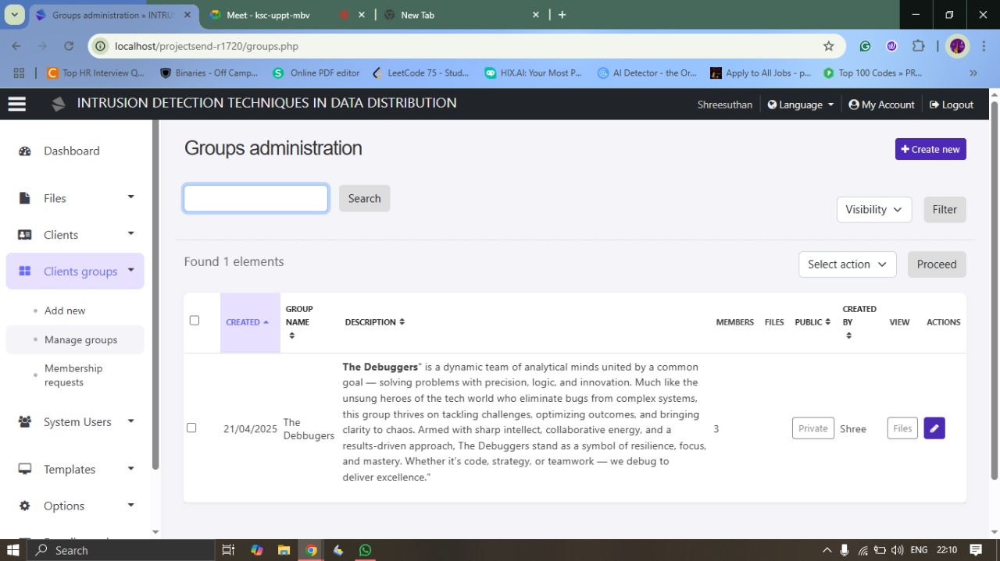 Groups administration » INTRU
Meet - ksc-uppt-mbv
New Tab
localhost/projectsend-r1720/groups.php
Top HR Interview Q...
Binaries - Off Camp...
Online PDF editor
LeetCode 75 - Stud...
HIX.AI: Your Most P...
AI Detector - the Or...
Apply to All Jobs - p...
Top 100 Codes » PR...
INTRUSION DETECTION TECHNIQUES IN DATA DISTRIBUTION
Shreesuthan
Language
My Account
Logout
Dashboard
Files
Clients
Clients groups
Add new
Manage groups
Membership
requests
System Users
Templates
Options
Groups administration
+ Create new
Search
Visibility
Filter
Found 1 elements
Select action
Proceed
CREATED
GROUP
NAME
DESCRIPTION
MEMBERS
FILES
PUBLIC
CREATED
BY
VIEW
ACTIONS
21/04/2025
The
Debbugers
The Debuggers" is a dynamic team of analytical minds united by a common
goal — solving problems with precision, logic, and innovation. Much like the
unsung heroes of the tech world who eliminate bugs from complex systems,
this group thrives on tackling challenges, optimizing outcomes, and bringing
clarity to chaos. Armed with sharp intellect, collaborative energy, and a
results-driven approach, The Debuggers stand as a symbol of resilience, focus,
and mastery. Whether it's code, strategy, or teamwork — we debug to
deliver excellence."
3
Private
Shree
Files
Search
ENG
22:10